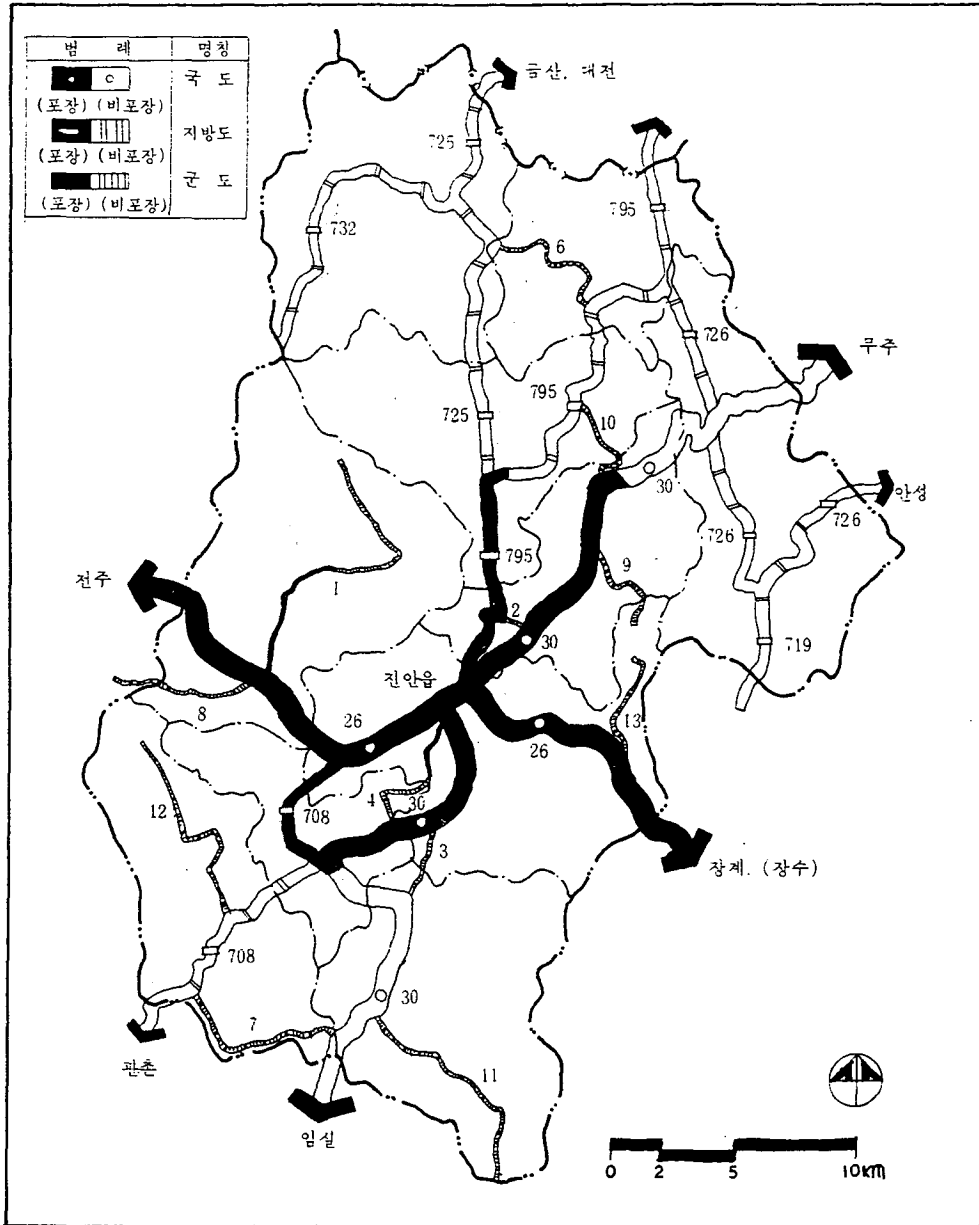 범 례 명칭
국 도
(포장) (비포장)
지방도
(포장) (비포장)
군 도
(포장) (비포장)
금산. 대전
725
795
732
6
726
무주
795
725
10
30
안성
726
726
795
9
전주
1
2
30
719
진안읍
8
26
26
13
12
4
30
708
3
장계. (장수)
708
30
7
관촌
11
임실
0 2 5 10KM